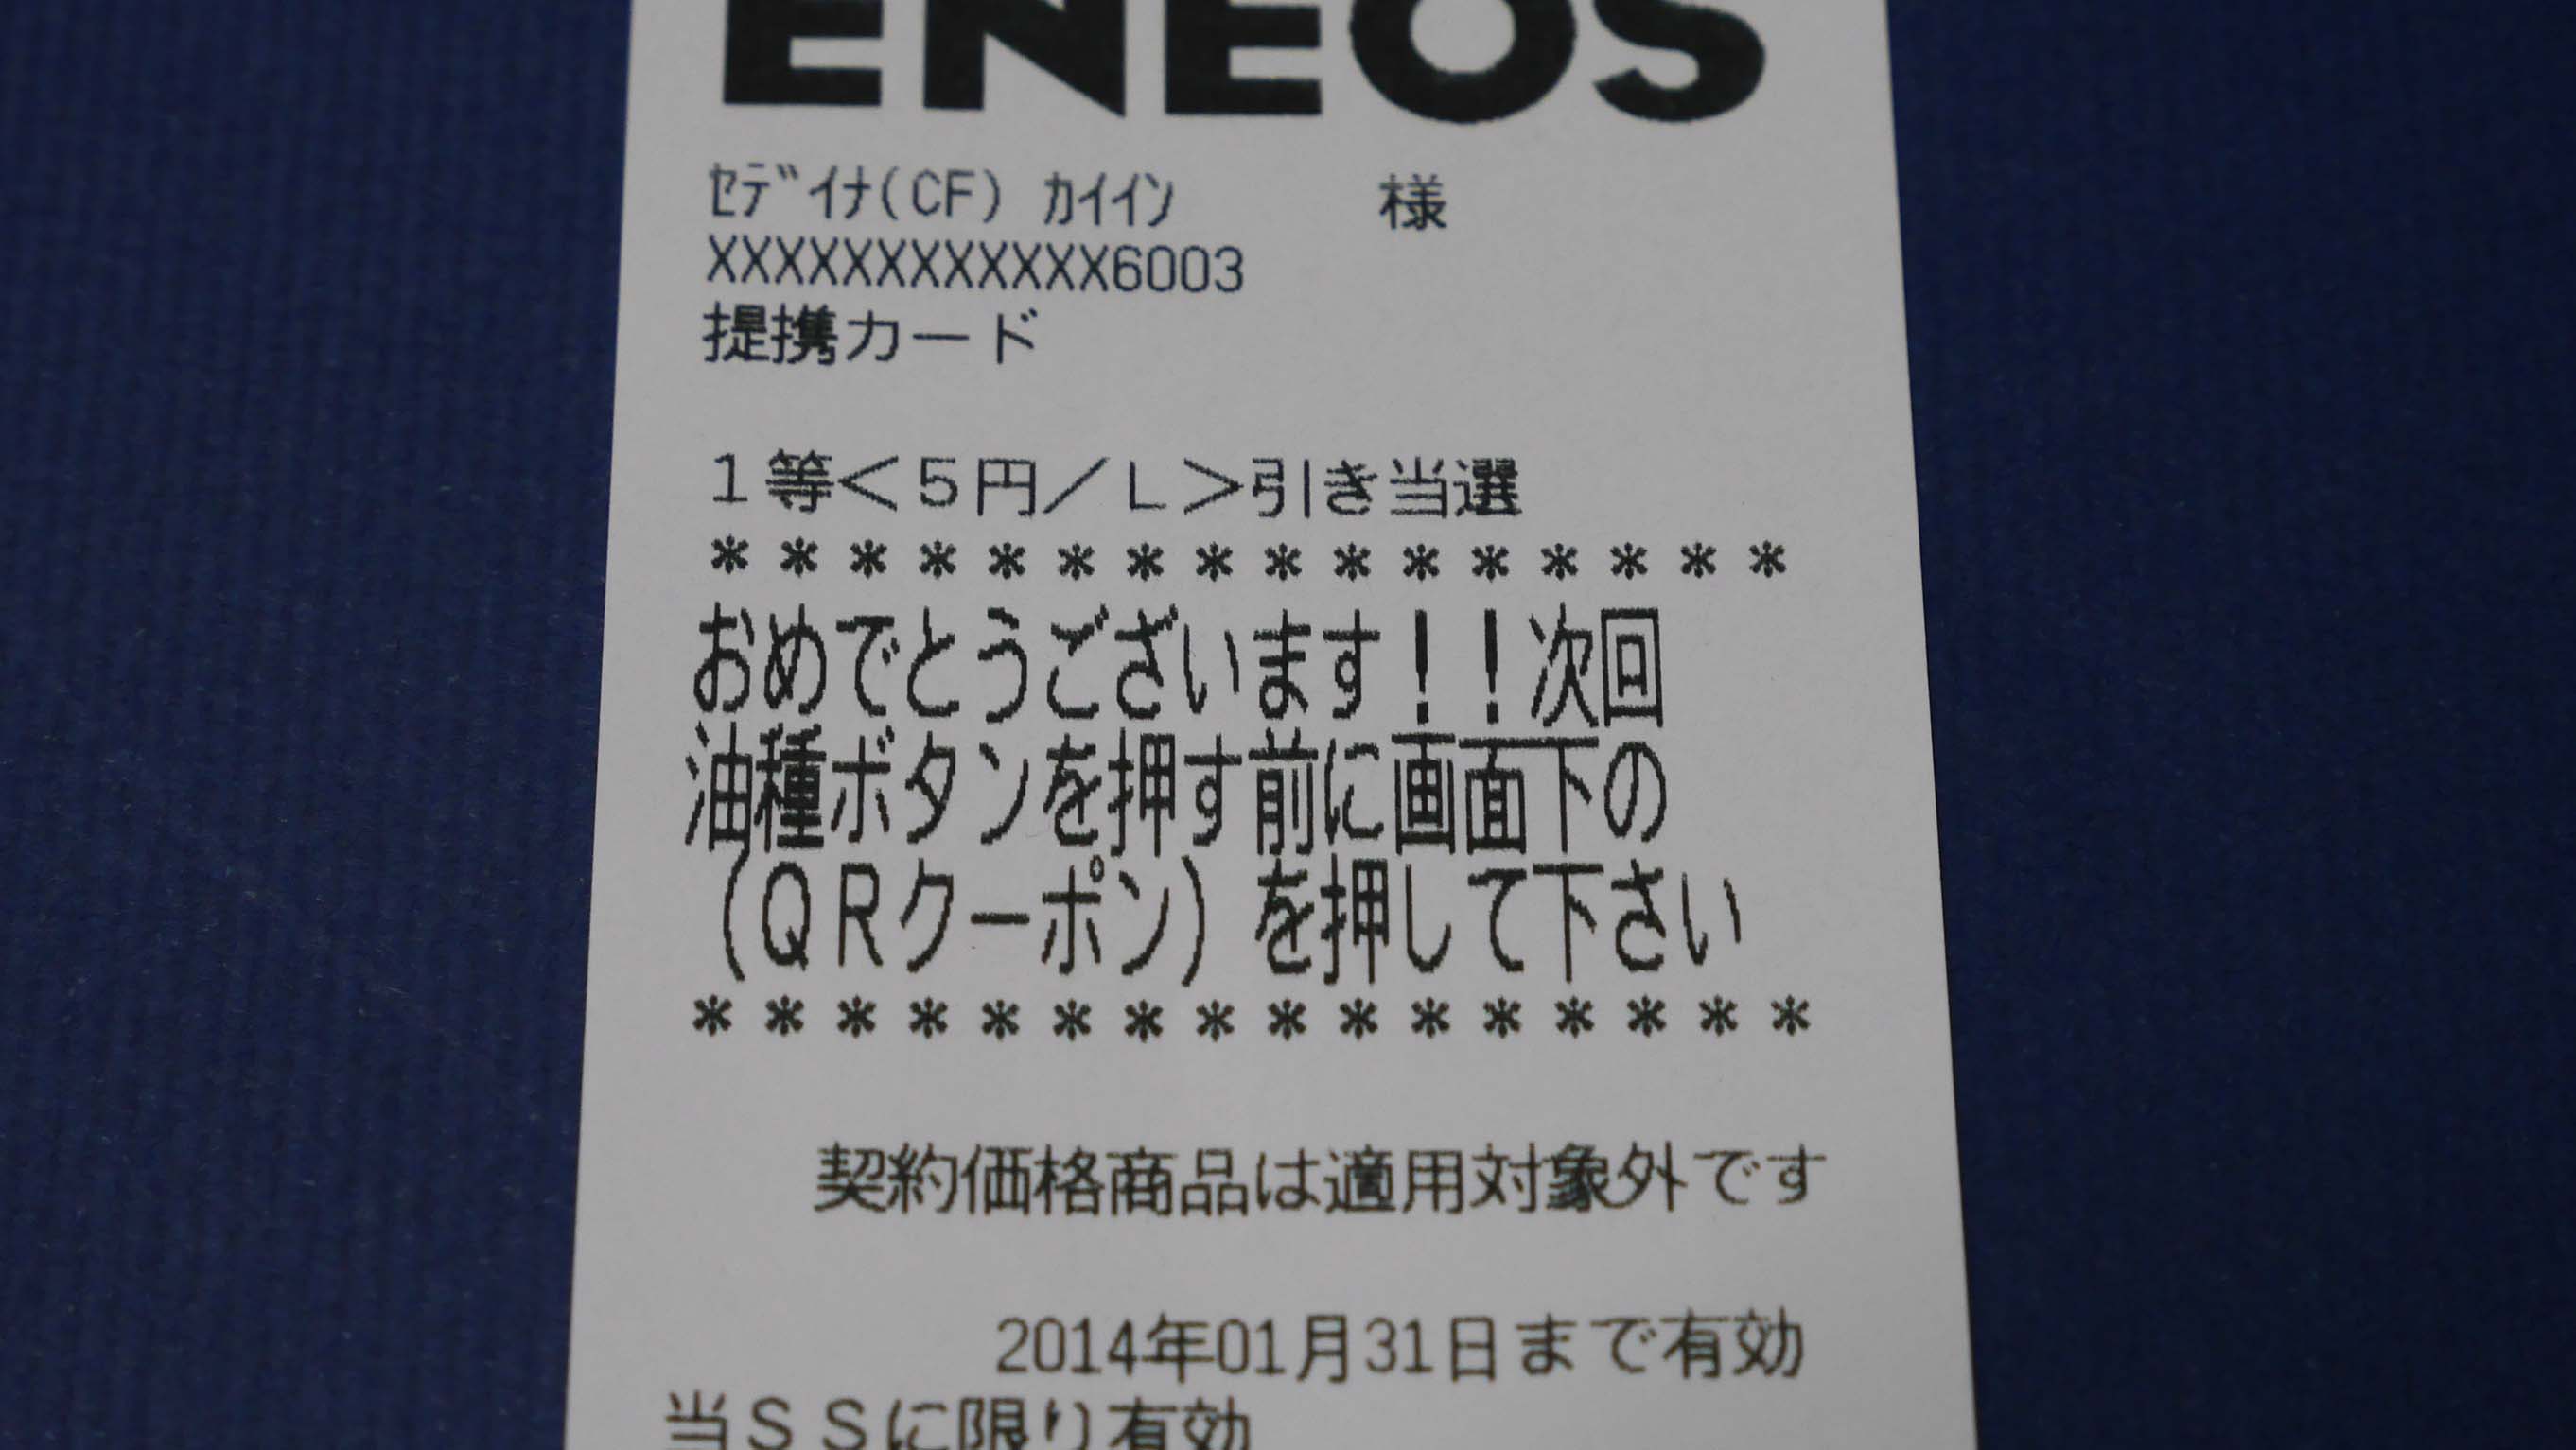 ENEOS
ｾﾃﾞｲﾅ(CF) ｶｲｲﾝ 様
XXXXXXXXXXXX6003
提携カード
１等＜５円／Ｌ＞引き当選
＊＊＊＊＊＊＊＊＊＊＊＊＊＊＊＊
おめでとうございます！！次回
油種ボタンを押す前に画面下の
（ＱＲクーポン）を押して下さい
＊＊＊＊＊＊＊＊＊＊＊＊＊＊＊＊
契約価格商品は適用対象外です
2014年01月31日まで有効
当ＳＳに限り有効